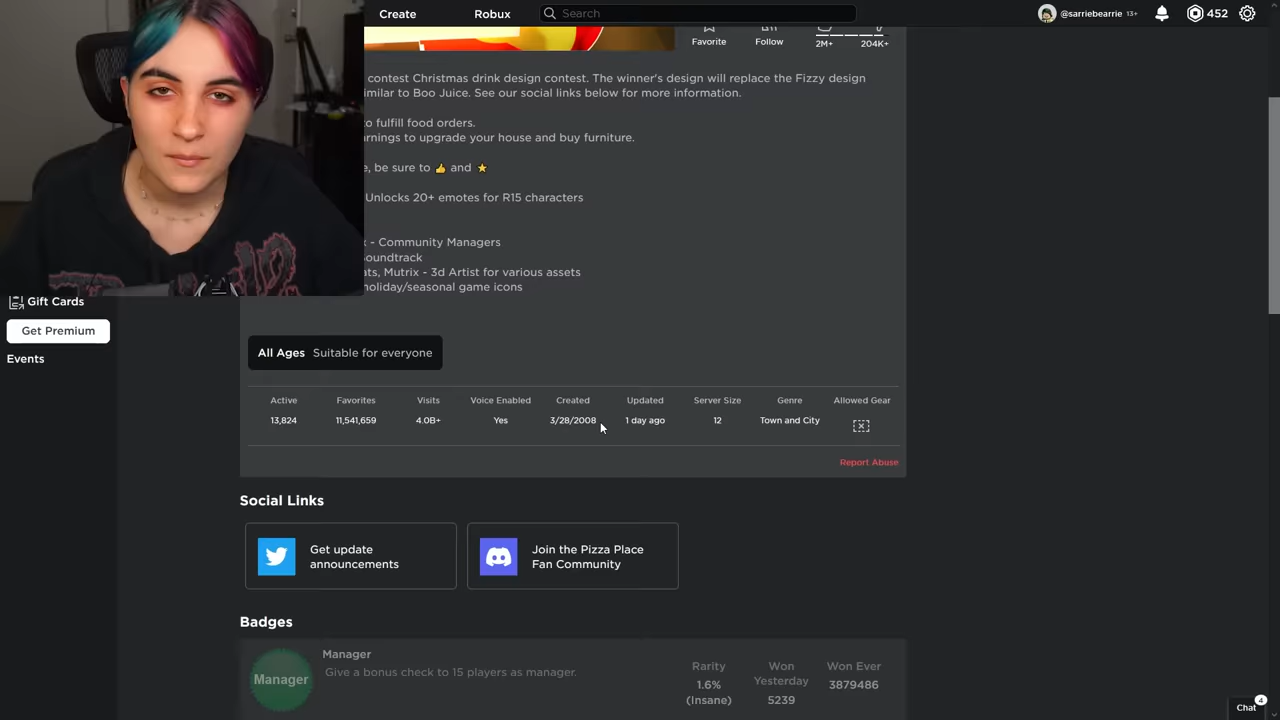 Create
Robux
Search
@sarriebearrie 13+
452
Favorite
Follow
2M+
204K+
contest Christmas drink design contest. The winner's design will replace the Fizzy design
imilar to Boo Juice. See our social links below for more information.
o fulfill food orders.
rnings to upgrade your house and buy furniture.
e, be sure to 👍 and ⭐
Unlocks 20+ emotes for R15 characters
x - Community Managers
Soundtrack
ats, Mutrix - 3d Artist for various assets
holiday/seasonal game icons
Gift Cards
Get Premium
Events
All Ages Suitable for everyone
Active Favorites Visits Voice Enabled Created Updated Server Size Genre Allowed Gear
13,824 11,541,659 4.0B+ Yes 3/28/2008 1 day ago 12 Town and City
Report Abuse
Social Links
Get update
announcements
Join the Pizza Place
Fan Community
Badges
Manager
Manager
Give a bonus check to 15 players as manager.
Rarity
1.6%
(Insane)
Won
Yesterday
5239
Won Ever
3879486
Chat
4